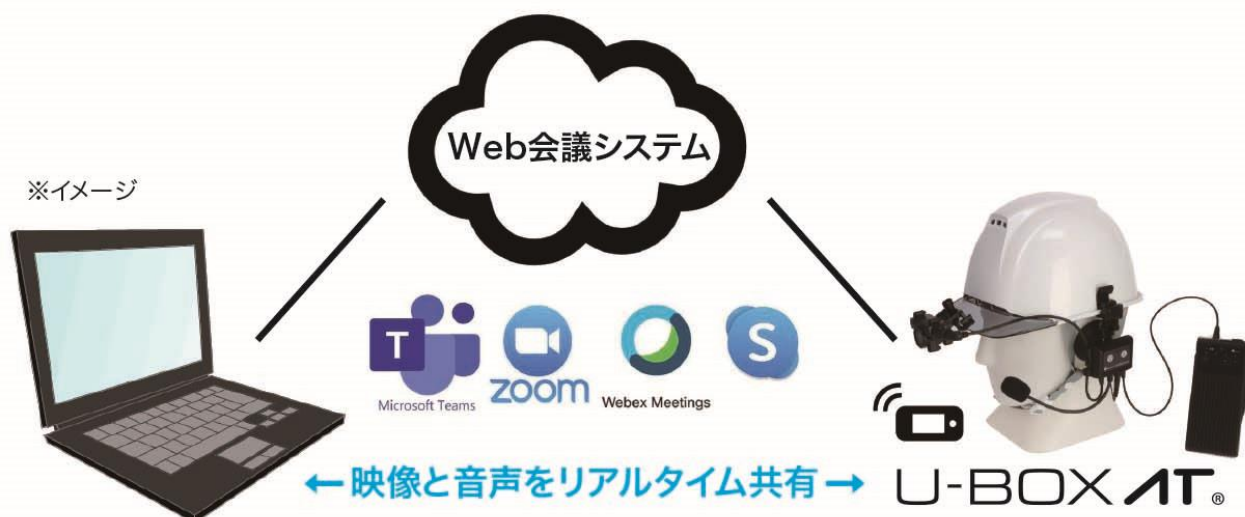 Web会議システム
※イメージ
T
S
Microsoft Teams
zoom
Webex Meetings
←映像と音声をリアルタイム共有→
U-BOX AT®